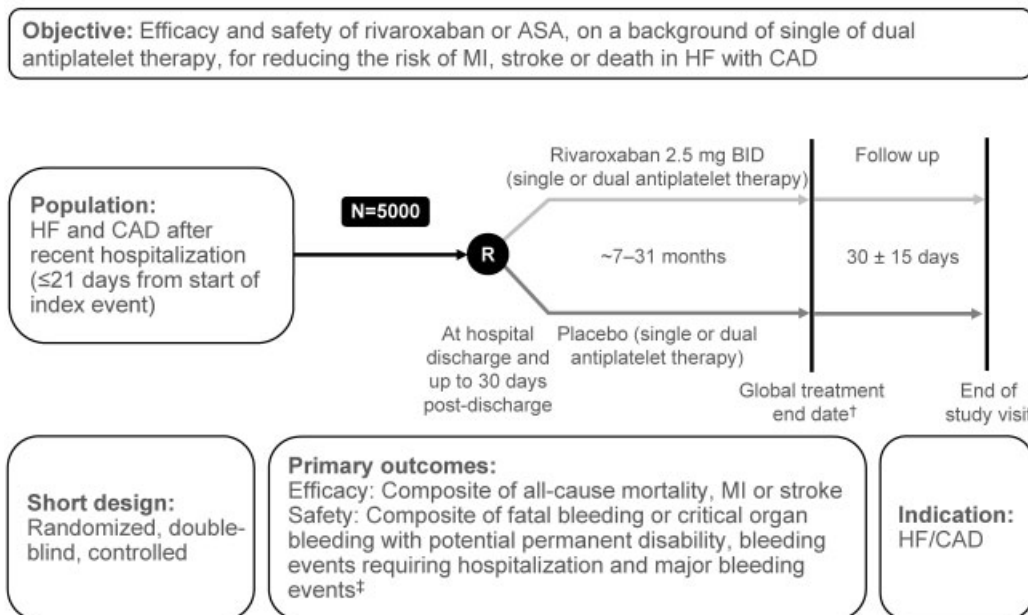 Objective: Efficacy and safety of rivaroxaban or ASA, on a background of single of dual
antiplatelet therapy, for reducing the risk of MI, stroke or death in HF with CAD
Population:
HF and CAD after
recent hospitalization
(≤21 days from start of
index event)
N=5000
R
At hospital
discharge and
up to 30 days
post-discharge
Rivaroxaban 2.5 mg BID
(single or dual antiplatelet therapy)
~7–31 months
Placebo (single or dual
antiplatelet therapy)
Follow up
30 ± 15 days
Global treatment
end date†
End of
study visit
Short design:
Randomized, double-
blind, controlled
Primary outcomes:
Efficacy: Composite of all-cause mortality, MI or stroke
Safety: Composite of fatal bleeding or critical organ
bleeding with potential permanent disability, bleeding
events requiring hospitalization and major bleeding
events‡
Indication:
HF/CAD